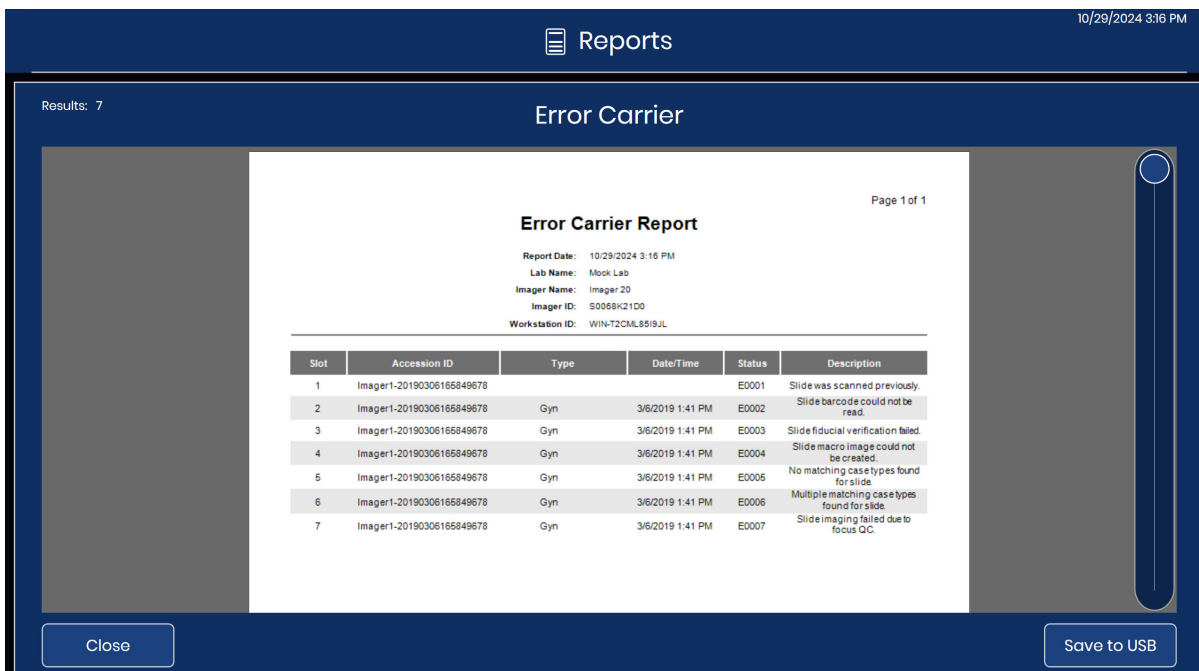 10/29/2024 3:16 PM
Reports
Results: 7
Error Carrier
Page 1 of 1
Error Carrier Report
Report Date: 10/29/2024 3:16 PM
Lab Name: Mock Lab
Imager Name: Imager 20
Imager ID: S0068K21D0
Workstation ID: WIN-T2CML85I9JL
Slot Accession ID Type Date/Time Status Description
1 Imager1-20190306165849678 E0001 Slide was scanned previously.
2 Imager1-20190306165849678 Gyn 3/6/2019 1:41 PM E0002 Slide barcode could not be
read.
3 Imager1-20190306165849678 Gyn 3/6/2019 1:41 PM E0003 Slide fiducial verification failed.
4 Imager1-20190306165849678 Gyn 3/6/2019 1:41 PM E0004 Slide macro image could not
be created.
5 Imager1-20190306165849678 Gyn 3/6/2019 1:41 PM E0005 No matching case types found
for slide.
6 Imager1-20190306165849678 Gyn 3/6/2019 1:41 PM E0006 Multiple matching case types
found for slide.
7 Imager1-20190306165849678 Gyn 3/6/2019 1:41 PM E0007 Slide imaging failed due to
focus QC.
Close
Save to USB